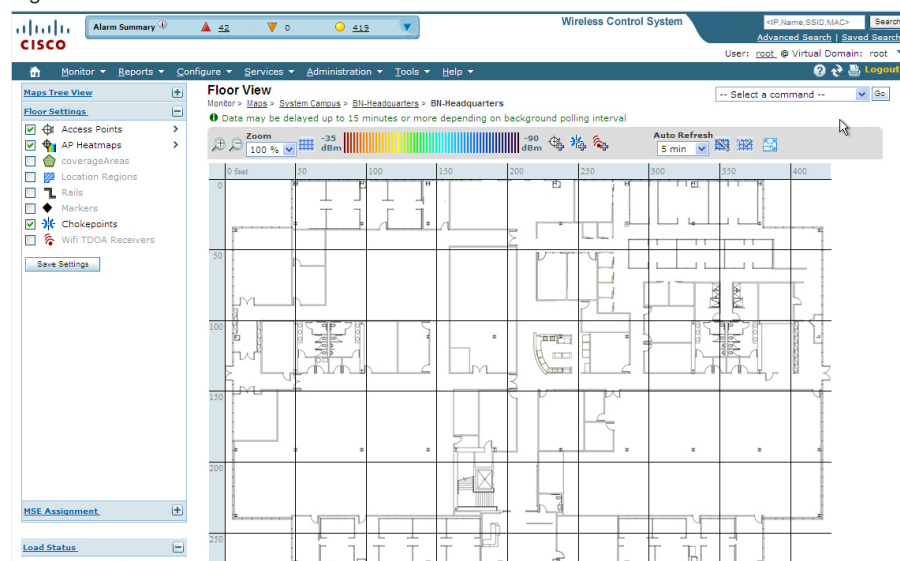 Alarm Summary 42 0 419
Wireless Control System
<IP,Name,SSID,MAC> Search
Advanced Search | Saved Search
CISCO
User: root @ Virtual Domain: root
Monitor Reports Configure Services Administration Tools Help
Logout
Maps Tree View
Floor Settings
Access Points
AP Heatmaps
coverageAreas
Location Regions
Rails
Markers
Chokepoints
Wifi TDOA Receivers
Save Settings
MSE Assignment
Load Status
Floor View
Monitor > Maps > System Campus > BN-Headquarters > BN-Headquarters
Data may be delayed up to 15 minutes or more depending on background polling interval
-- Select a command -- Go
Zoom
100 %
-35 dBm
-90 dBm
Auto Refresh
5 min
0 feet 50 100 150 200 250 300 350 400
0
50
100
150
200
250